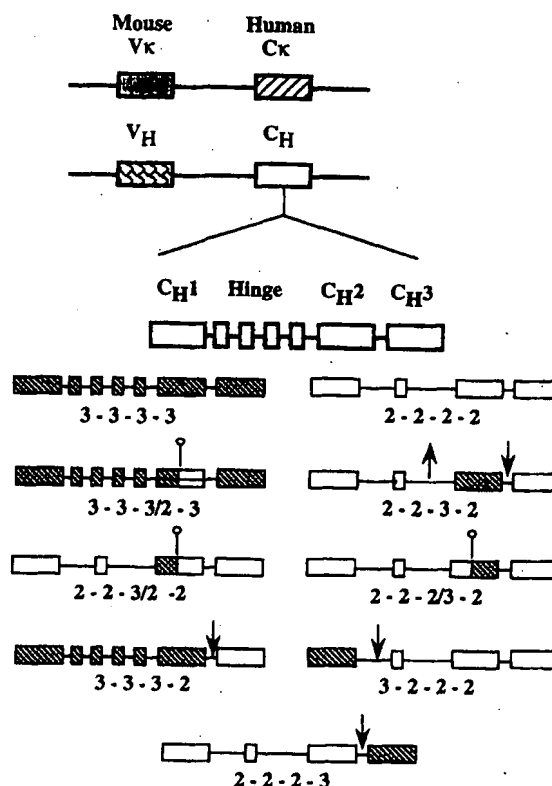 Mouse Human
Vκ Cκ
VH CH
CH1 Hinge CH2 CH3
3 - 3 - 3 - 3 2 - 2 - 2 - 2
3 - 3 - 3/2 - 3 2 - 2 - 3 - 2
2 - 2 - 3/2 - 2 2 - 2 - 2/3 - 2
3 - 3 - 3 - 2 3 - 2 - 2 - 2
2 - 2 - 2 - 3